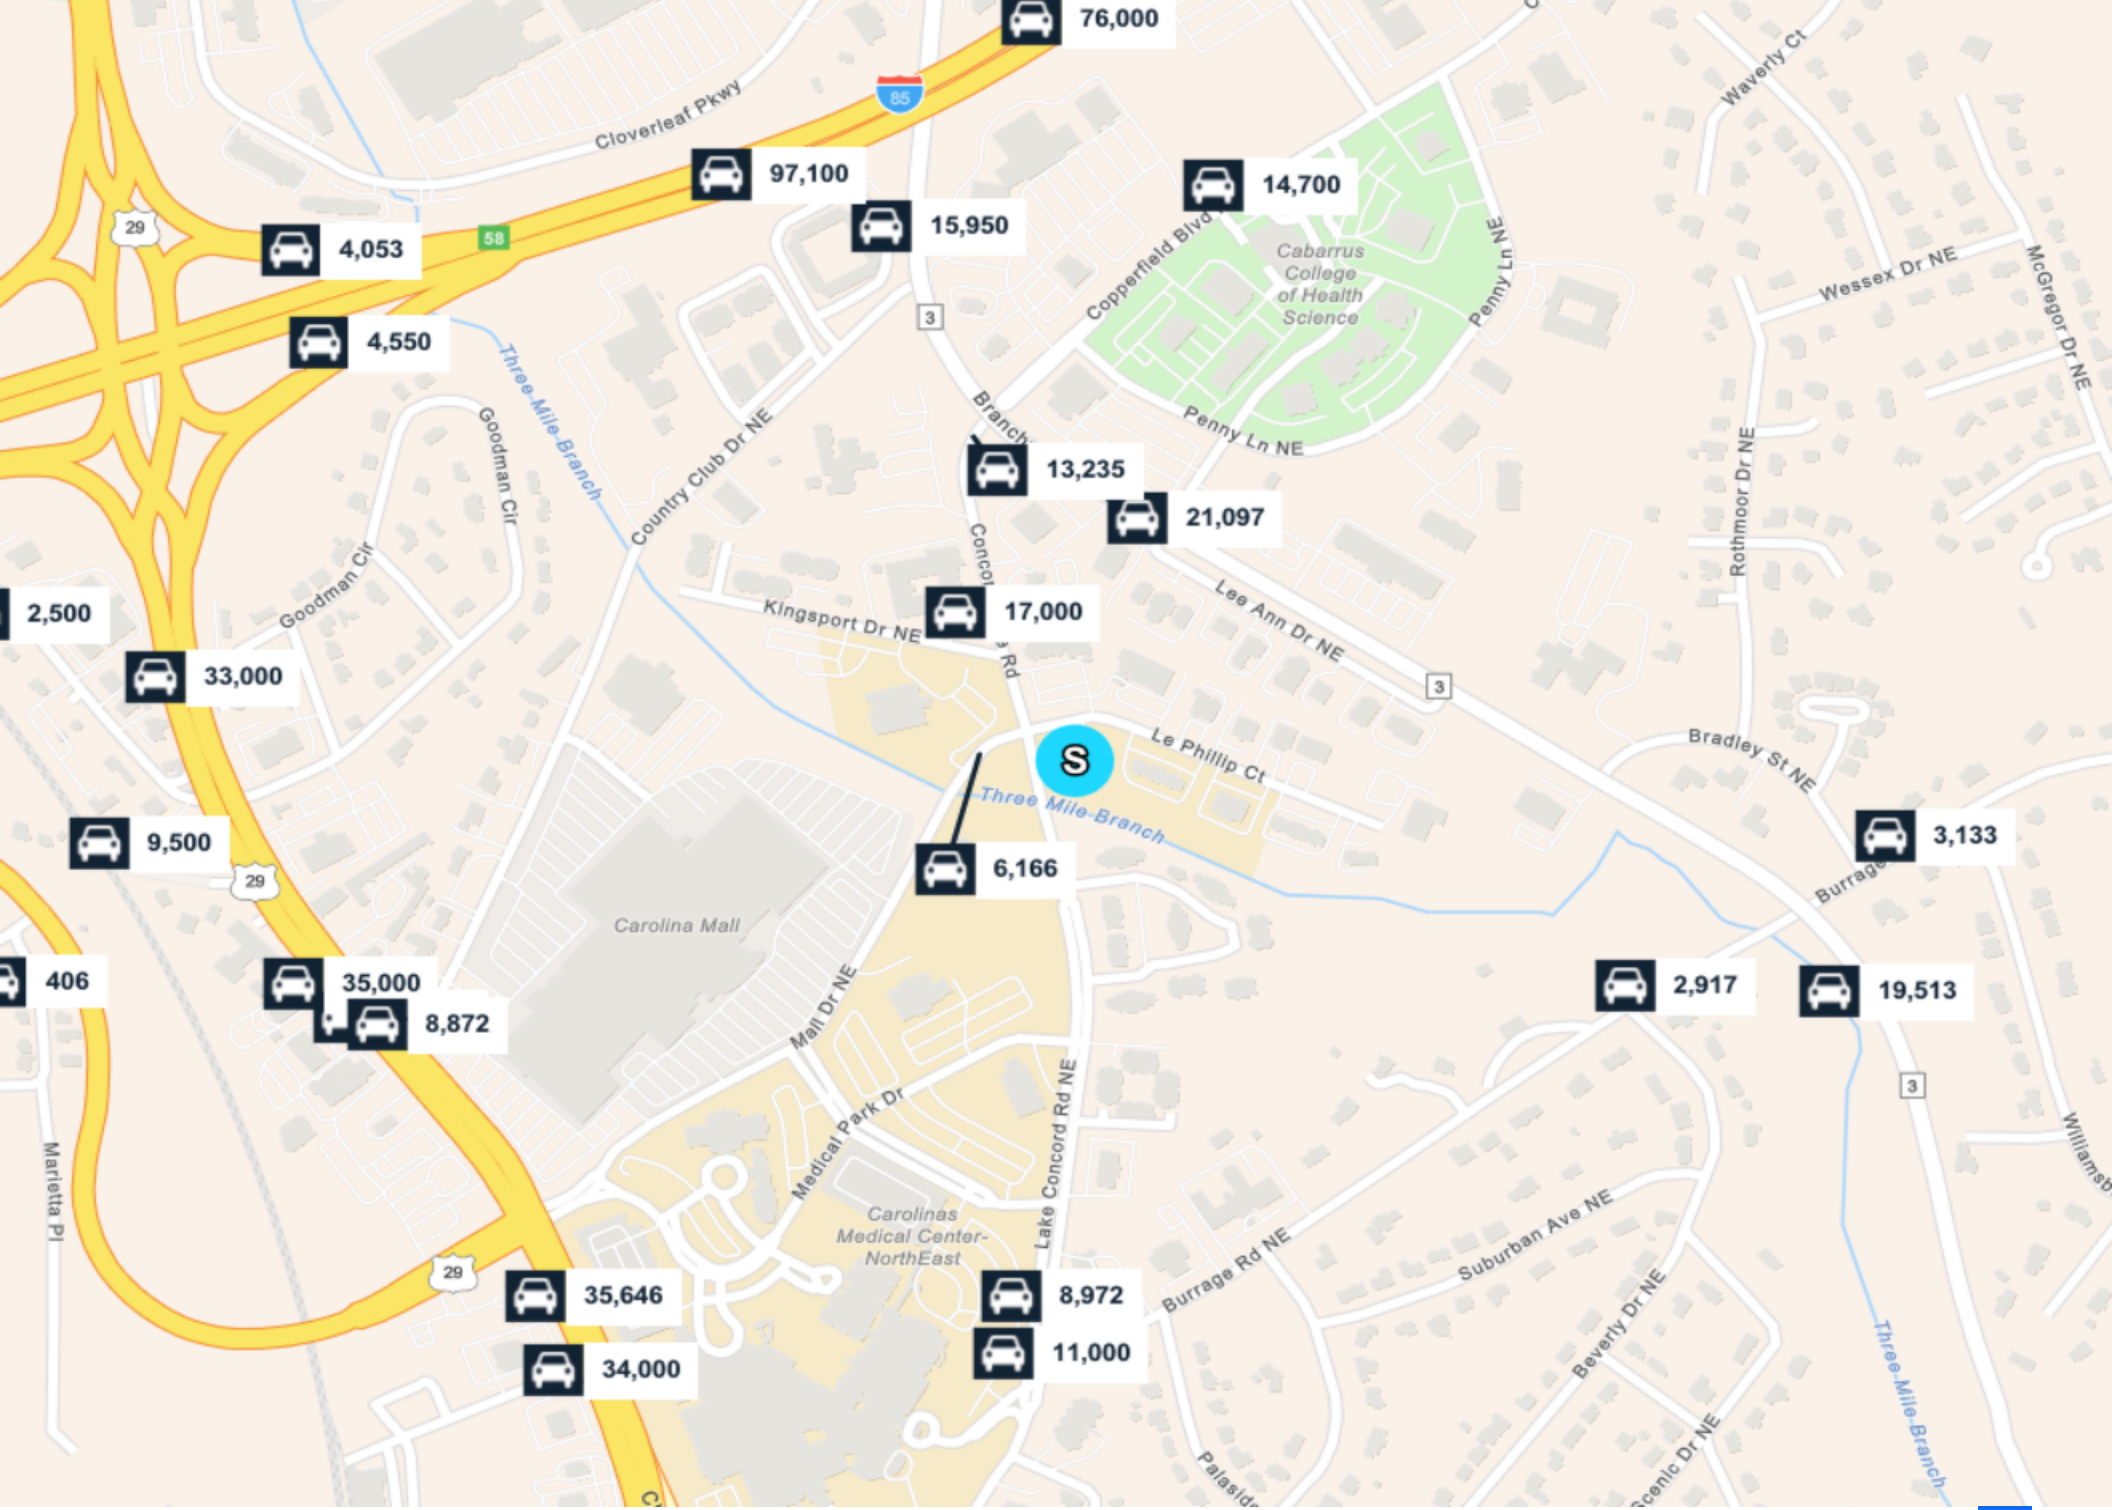 76,000
85
Cloverleaf Pkwy
Waverly Ct
97,100
14,700
29
4,053
58
15,950
Copperfield Blvd
Cabarrus
College
of Health
Science
Penny Ln NE
Wessex Dr NE
McGregor Dr NE
3
4,550
Three Mile Branch
Goodman Cir
Country Club Dr NE
Penny Ln NE
13,235
21,097
Rothmoor Dr NE
Goodman Cir
2,500
Kingsport Dr NE
17,000
Rd
Lee Ann Dr NE
33,000
3
S
Le Phillip Ct
Bradley St NE
Three Mile Branch
9,500
29
6,166
3,133
Carolina Mall
406
35,000
8,872
Mall Dr NE
2,917
19,513
3
Medical Park Dr
Lake Concord Rd NE
Marietta Pl
Carolinas
Medical Center-
NorthEast
29
Burrage Rd NE
Suburban Ave NE
Beverly Dr NE
35,646
8,972
34,000
11,000
Three Mile Branch
Scenic Dr NE